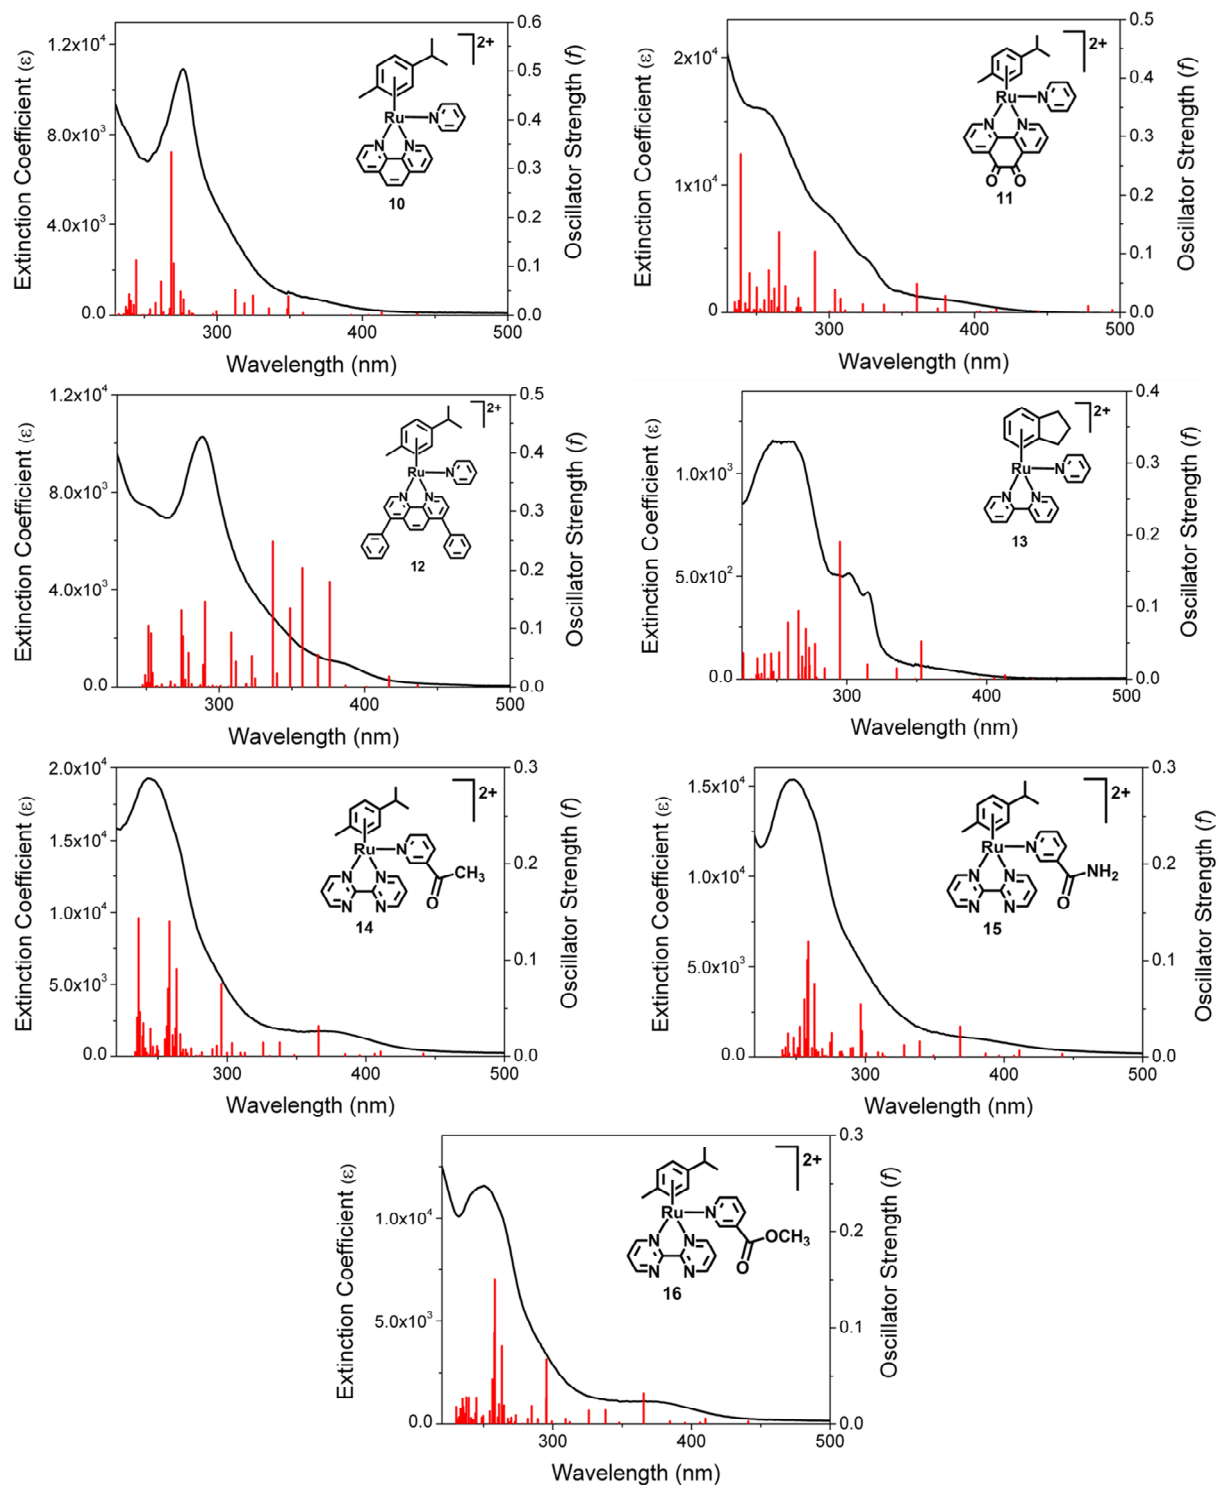 Extinction Coefficient (ε)
1.2x10⁴
8.0x10³
4.0x10³
0.0
300
400
500
Wavelength (nm)
0.6
0.5
0.4
0.3
0.2
0.1
0.0
Oscillator Strength (f)
2+
Ru
N
N
N
10
Extinction Coefficient (ε)
2x10⁴
1x10⁴
0
300
400
500
Wavelength (nm)
0.5
0.4
0.3
0.2
0.1
0.0
Oscillator Strength (f)
2+
Ru
N
N
N
O
O
11
Extinction Coefficient (ε)
1.2x10⁴
8.0x10³
4.0x10³
0.0
300
400
500
Wavelength (nm)
0.5
0.4
0.3
0.2
0.1
0.0
Oscillator Strength (f)
2+
Ru
N
N
N
12
Extinction Coefficient (ε)
1.0x10³
5.0x10²
0.0
300
400
500
Wavelength (nm)
0.4
0.3
0.2
0.1
0.0
Oscillator Strength (f)
2+
Ru
N
N
N
13
Extinction Coefficient (ε)
2.0x10⁴
1.5x10⁴
1.0x10⁴
5.0x10³
0.0
300
400
500
Wavelength (nm)
0.3
0.2
0.1
0.0
Oscillator Strength (f)
2+
Ru
N
N
N
N
N
CH₃
O
14
Extinction Coefficient (ε)
1.5x10⁴
1.0x10⁴
5.0x10³
0.0
300
400
500
Wavelength (nm)
0.3
0.2
0.1
0.0
Oscillator Strength (f)
2+
Ru
N
N
N
N
N
NH₂
O
15
Extinction Coefficient (ε)
1.0x10⁴
5.0x10³
0.0
300
400
500
Wavelength (nm)
0.3
0.2
0.1
0.0
Oscillator Strength (f)
2+
Ru
N
N
N
N
N
OCH₃
O
16